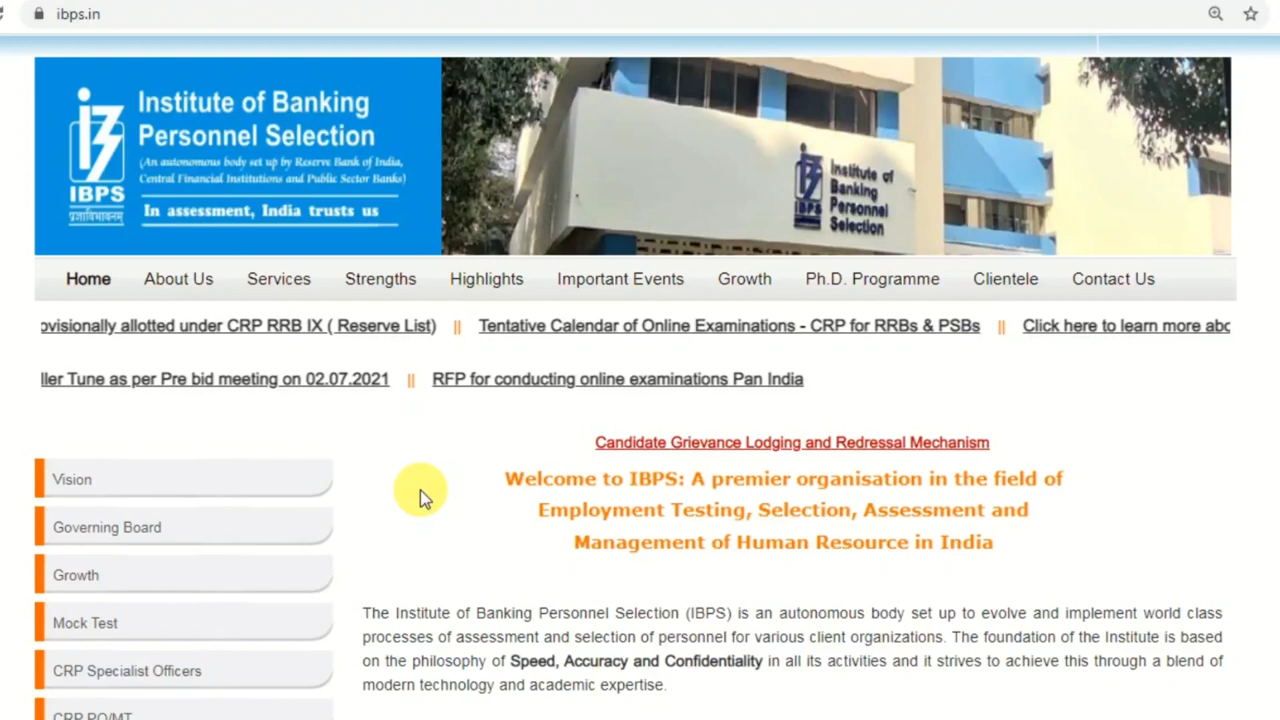 ibps.in
Institute of Banking
Personnel Selection
(An autonomous body set up by Reserve Bank of India,
Central Financial Institutions and Public Sector Banks)
IBPS
In assessment, India trusts us
Institute of
Banking
Personnel
Selection
IBPS
Home About Us Services Strengths Highlights Important Events Growth Ph.D. Programme Clientele Contact Us
ovisionally allotted under CRP RRB IX ( Reserve List) || Tentative Calendar of Online Examinations - CRP for RRBs & PSBs || Click here to learn more abo
ller Tune as per Pre bid meeting on 02.07.2021 || RFP for conducting online examinations Pan India
Candidate Grievance Lodging and Redressal Mechanism
Welcome to IBPS: A premier organisation in the field of
Employment Testing, Selection, Assessment and
Management of Human Resource in India
Vision
Governing Board
Growth
Mock Test
CRP Specialist Officers
CRP PO/MT
The Institute of Banking Personnel Selection (IBPS) is an autonomous body set up to evolve and implement world class
processes of assessment and selection of personnel for various client organizations. The foundation of the Institute is based
on the philosophy of Speed, Accuracy and Confidentiality in all its activities and it strives to achieve this through a blend of
modern technology and academic expertise.